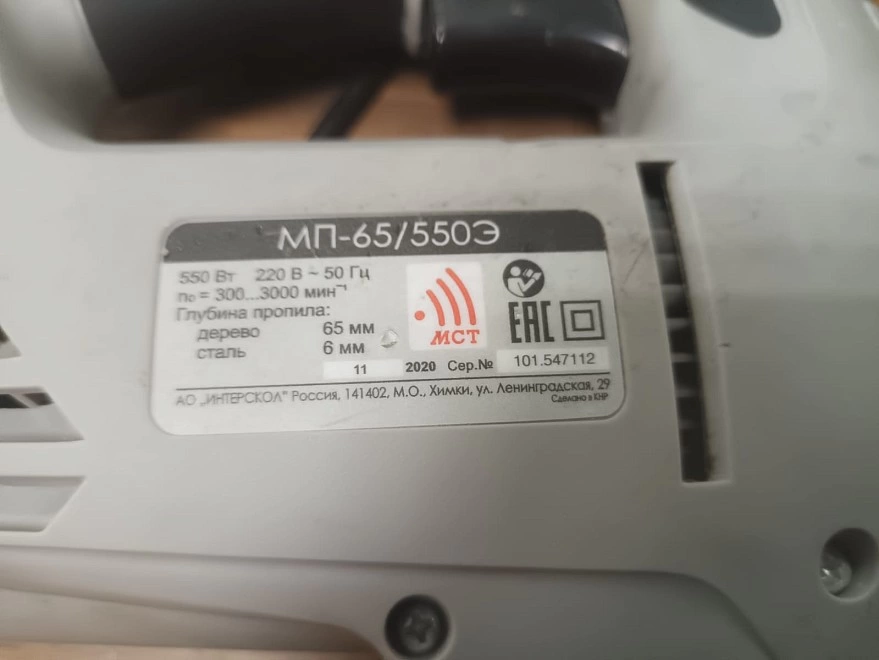 МП-65/550Э
550 Вт 220 В ~ 50 Гц
n₀ = 300...3000 мин⁻¹
Глубина пропила:
дерево 65 мм
сталь 6 мм
МСТ
EAC
11 2020 Сер.№ 101.547112
АО „ИНТЕРСКОЛ" Россия, 141402, М.О., Химки, ул. Ленинградская, 29
Сделано в КНР